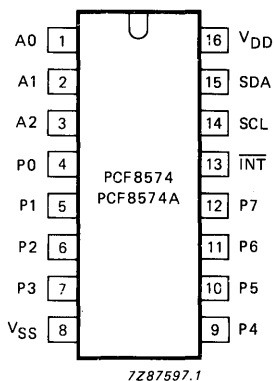 A0 1 16 VDD
A1 2 15 SDA
A2 3 14 SCL
P0 4 13 INT
PCF8574
PCF8574A
P1 5 12 P7
P2 6 11 P6
P3 7 10 P5
VSS 8 9 P4
7Z87597.1